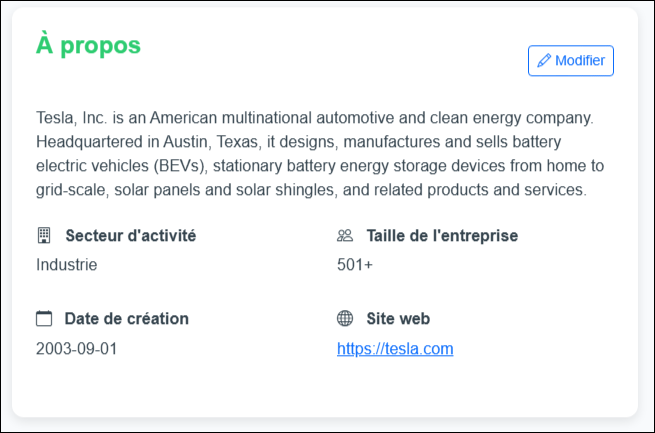 À propos
Modifier
Tesla, Inc. is an American multinational automotive and clean energy company.
Headquartered in Austin, Texas, it designs, manufactures and sells battery
electric vehicles (BEVs), stationary battery energy storage devices from home to
grid-scale, solar panels and solar shingles, and related products and services.
Secteur d'activité
Industrie
Taille de l'entreprise
501+
Date de création
2003-09-01
Site web
https://tesla.com